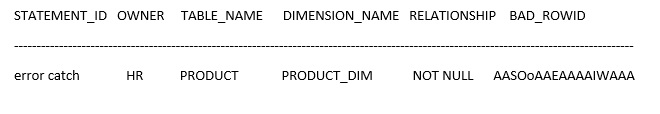 STATEMENT_ID OWNER TABLE_NAME DIMENSION_NAME RELATIONSHIP BAD_ROWID
------------------------------------------------------------------------------------------------------------------------------------------
error catch HR PRODUCT PRODUCT_DIM NOT NULL AASOoAAEAAAAIWAAA